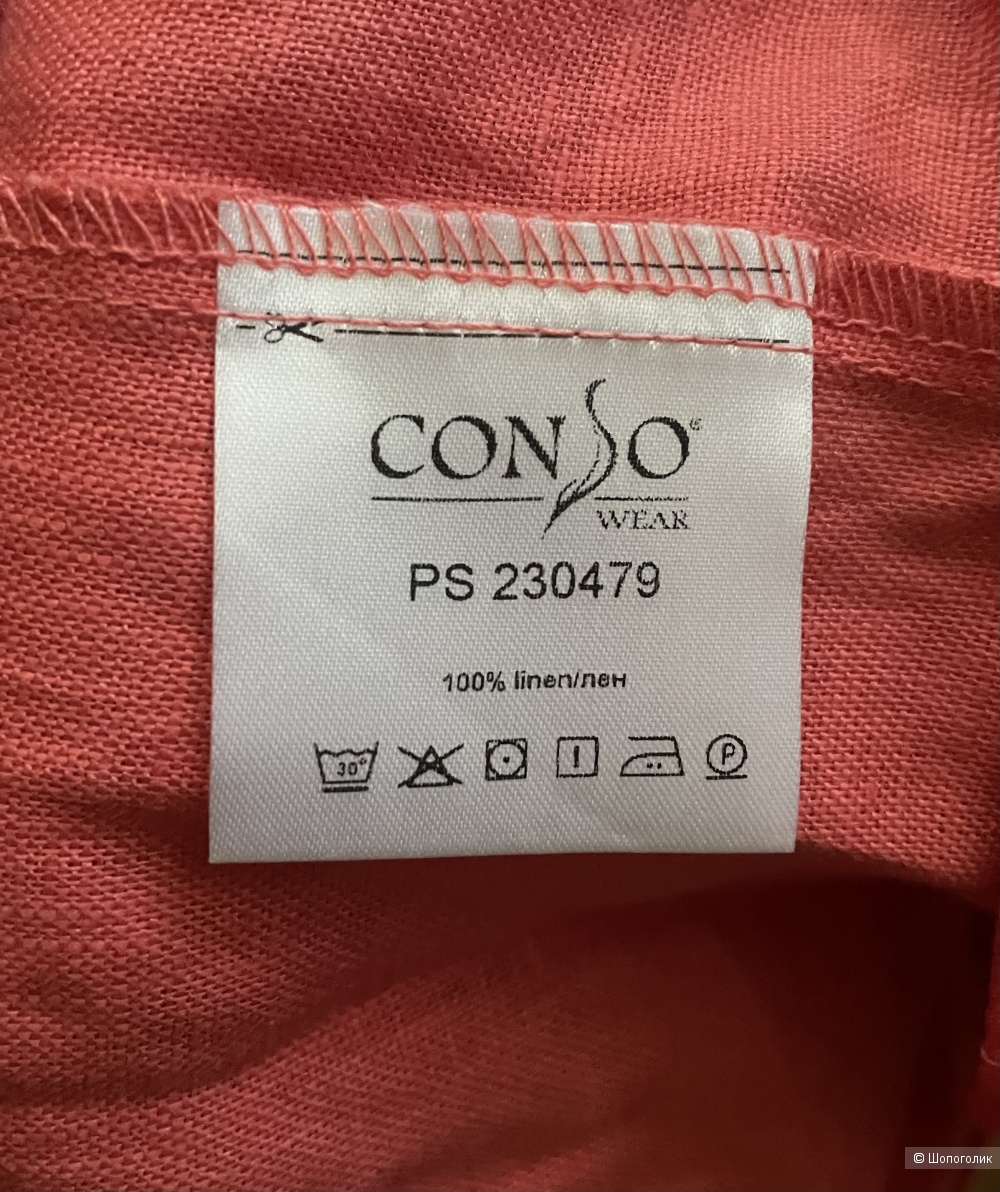 CONSO®
WEAR
PS 230479
100% linen/лен
30°
P
© Шопоголик